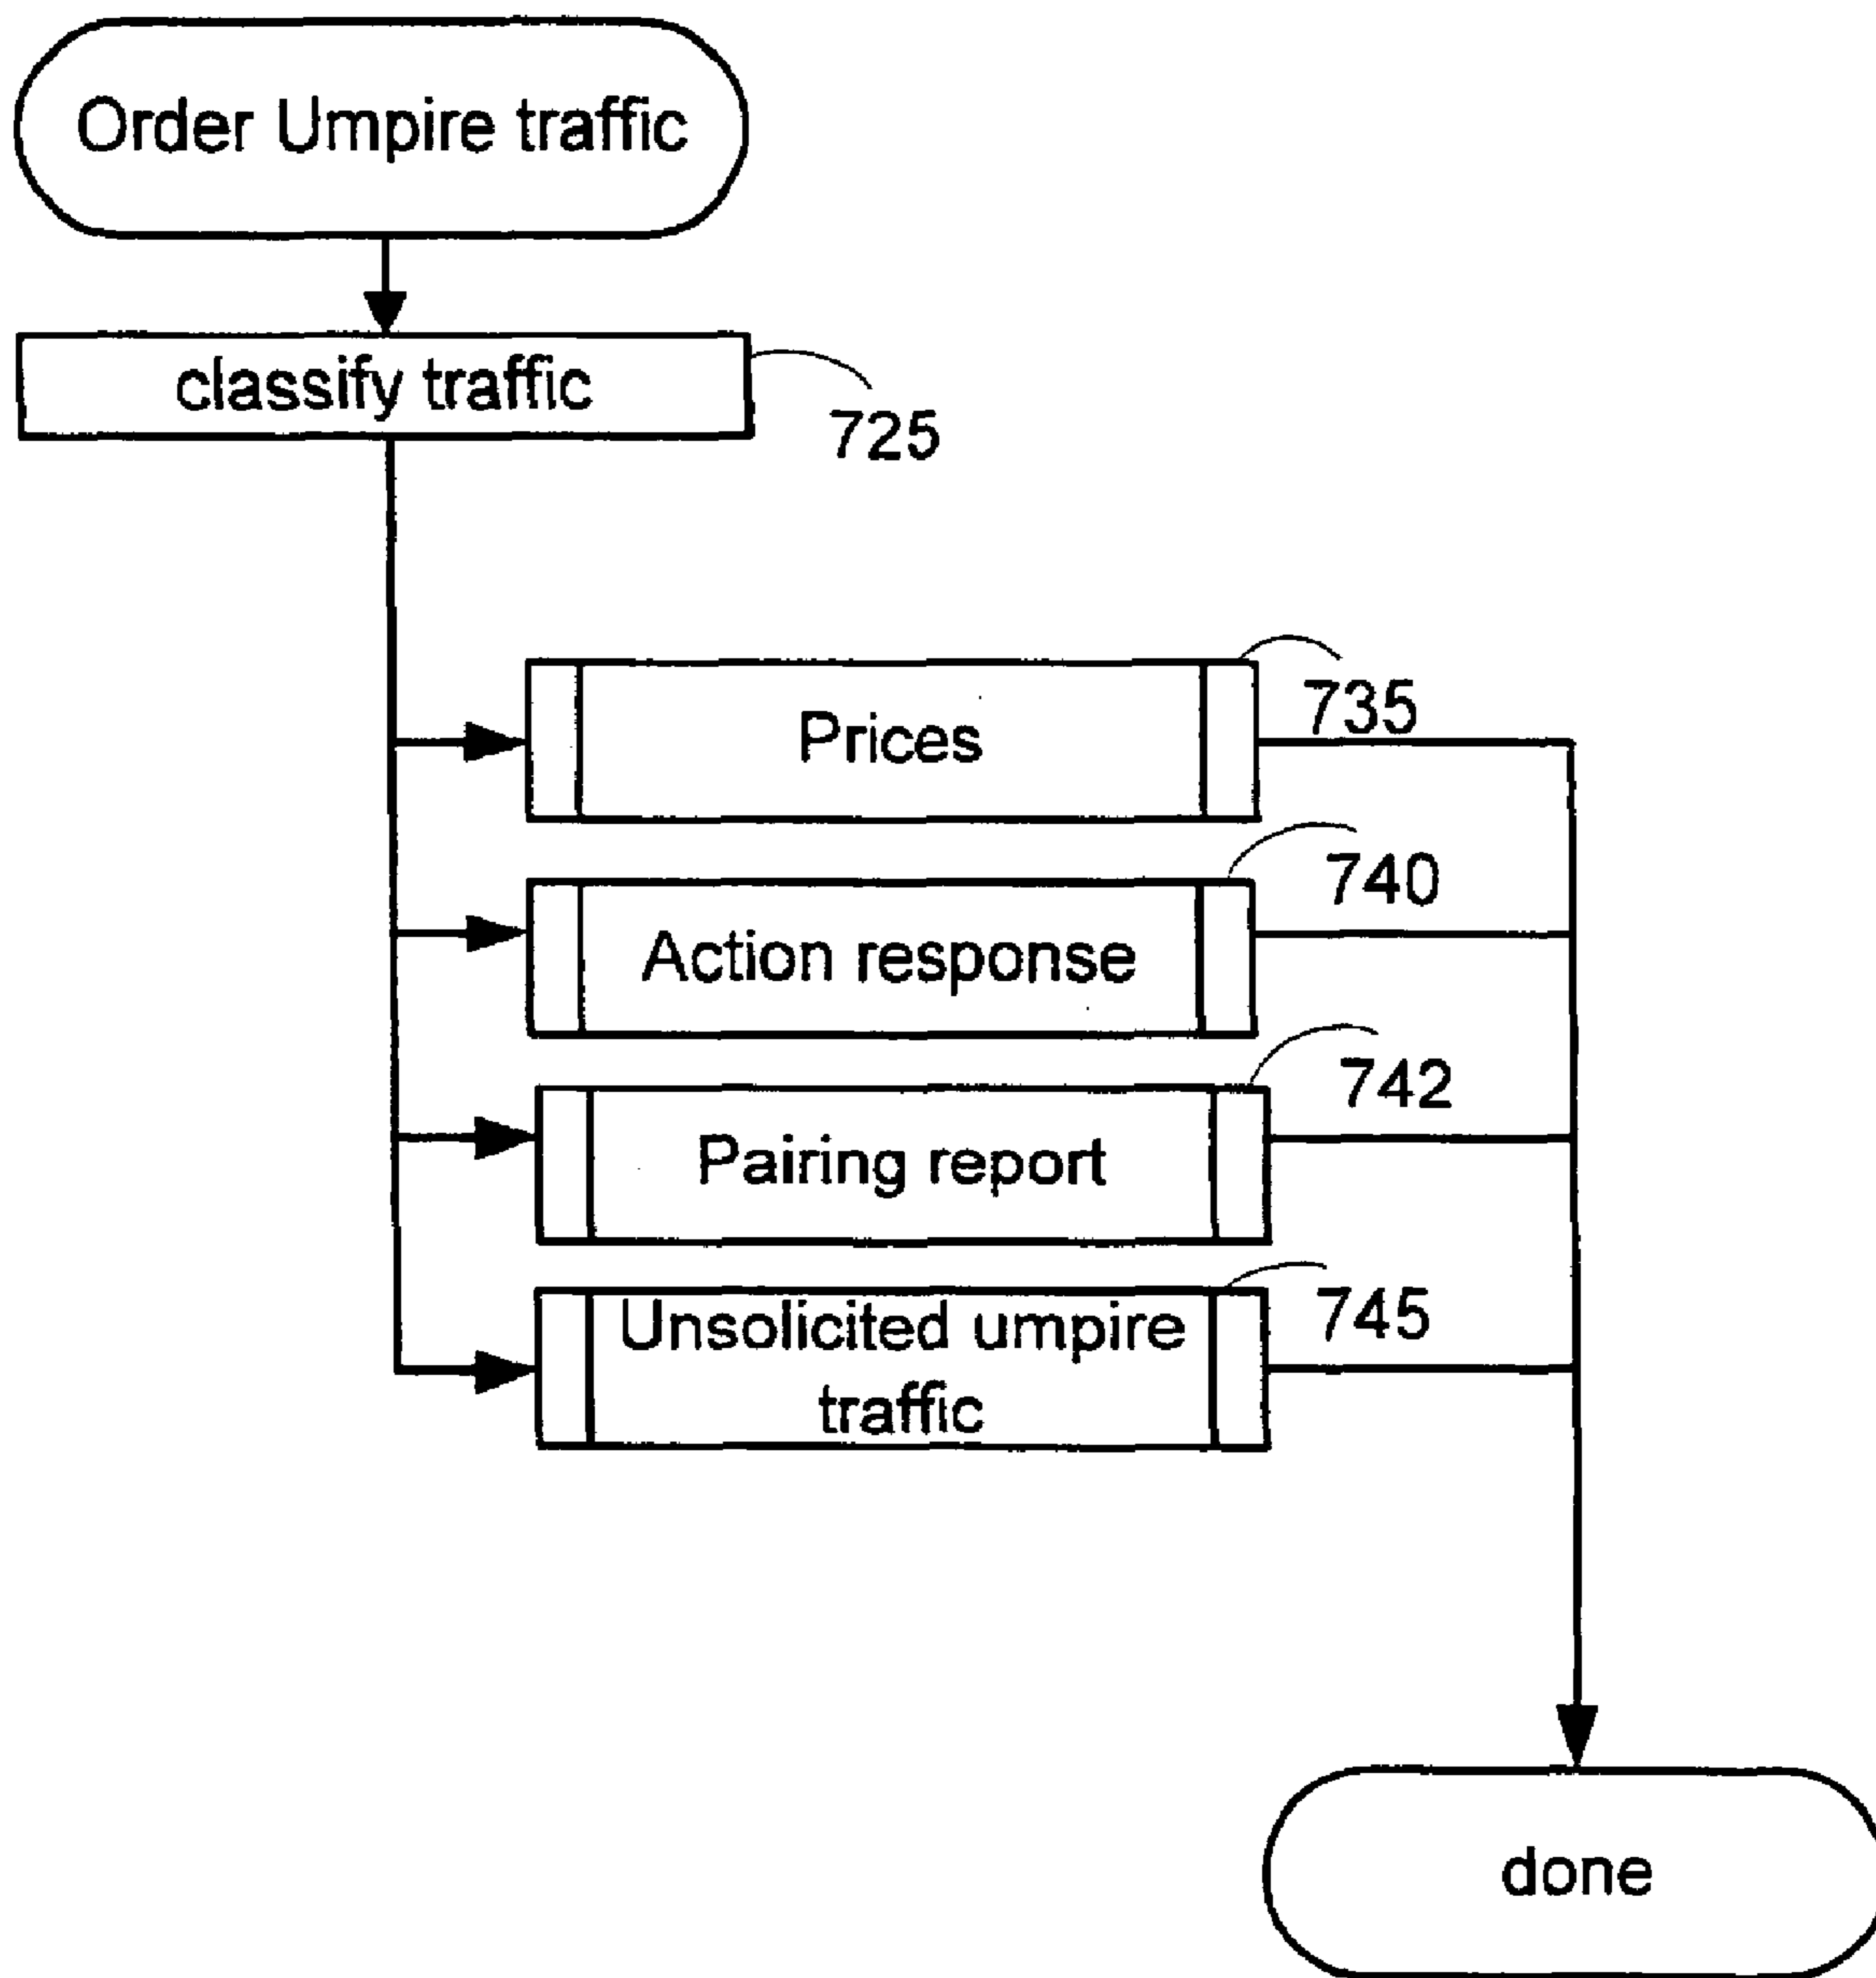 Order Umpire traffic
classify traffic
725
Prices
735
Action response
740
Pairing report
742
Unsolicited umpire
traffic
745
done